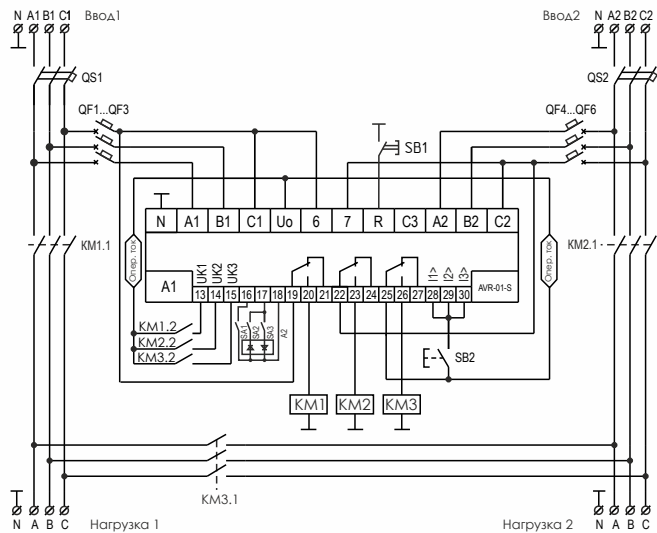 N A1 B1 C1 Ввод1
Ввод2 N A2 B2 C2
QS1
QS2
QF1...QF3
QF4...QF6
SB1
N A1 B1 C1 Uo 6 7 R C3 A2 B2 C2
KM1.1
KM2.1
Опер. ток
Опер. ток
UK1
UK2
UK3
I1>
I2>
I3>
A1
AVR-01-S
13 14 15 16 17 18 19 20 21 22 23 24 25 26 27 28 29 30
KM1.2
KM2.2
KM3.2
SA1
SA2
SA3
A2
SB2
KM1
KM2
KM3
KM3.1
N A B C Нагрузка 1
Нагрузка 2 N A B C